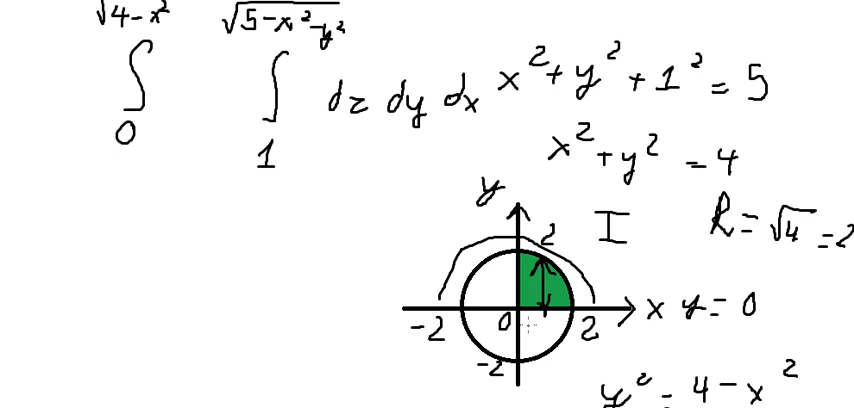 √4-x² √5-x²-y²
∫ ∫ dz dy dx x²+y²+1²=5
0 1
x²+y²=4
y I R=√4=2
2
-2 0 2 x y=0
-2
y²=4-x²